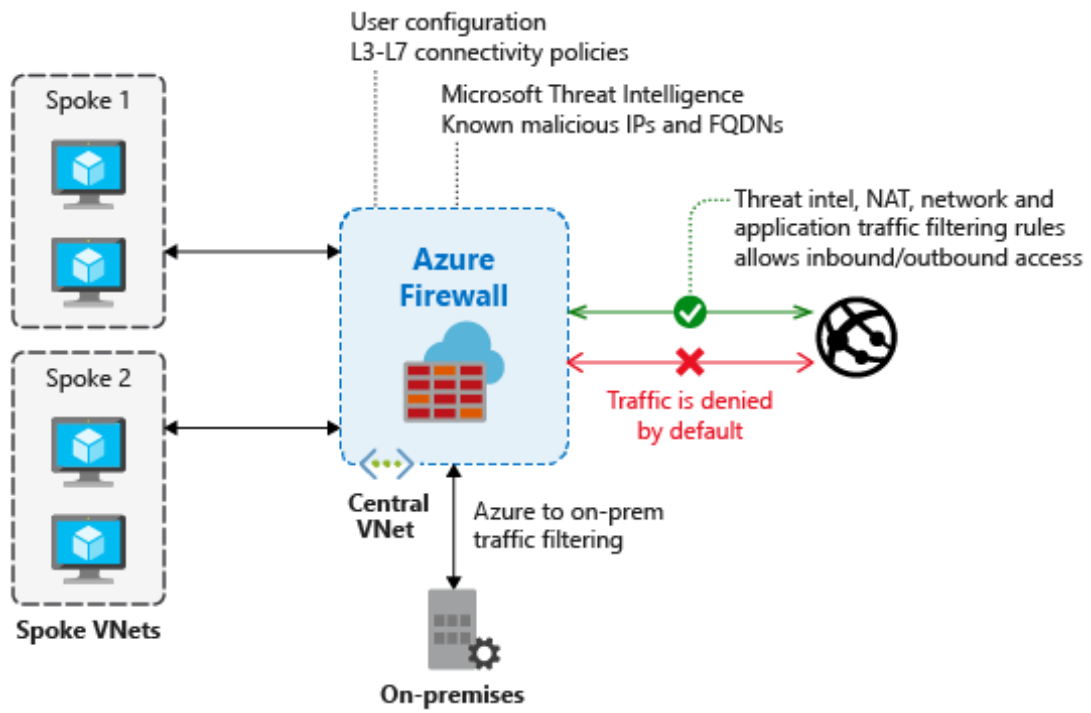 User configuration
L3-L7 connectivity policies
Microsoft Threat Intelligence
Known malicious IPs and FQDNs
Spoke 1
Threat intel, NAT, network and
application traffic filtering rules
allows inbound/outbound access
Azure
Firewall
Spoke 2
Traffic is denied
by default
Central
VNet
Azure to on-prem
traffic filtering
Spoke VNets
On-premises